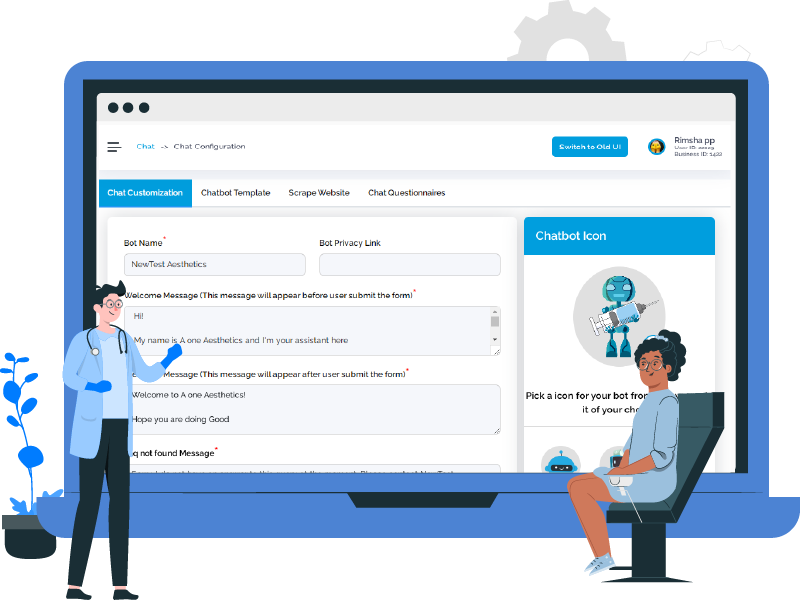 Chat -> Chat Configuration
Switch to Old UI
Rimsha pp
Business ID: 1422
Chat Customization
Chatbot Template
Scrape Website
Chat Questionnaires
Bot Name*
Bot Privacy Link
NewTest Aesthetics
Welcome Message (This message will appear before user submit the form)*
Hi!
My name is A one Aesthetics and I'm your assistant here
Message (This message will appear after user submit the form)*
Welcome to A one Aesthetics!
Hope you are doing Good
not found Message*
Chatbot Icon
Pick a icon for your bot from
it of your